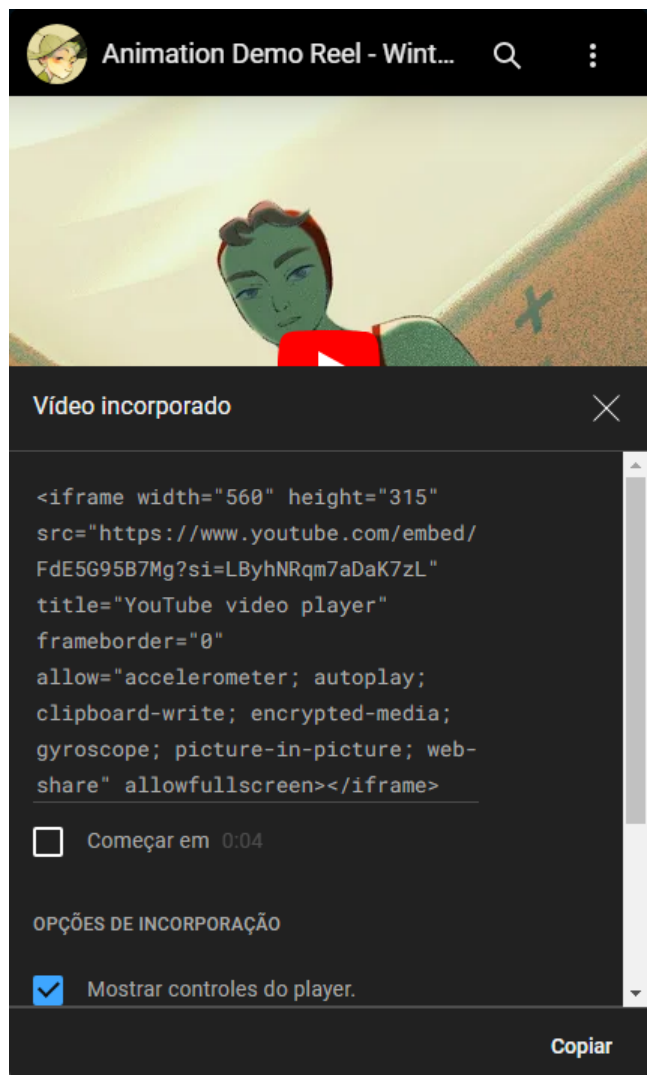 Animation Demo Reel - Wint...
Vídeo incorporado
<iframe width="560" height="315"
src="https://www.youtube.com/embed/
FdE5G95B7Mg?si=LByhNRqm7aDaK7zL"
title="YouTube video player"
frameborder="0"
allow="accelerometer; autoplay;
clipboard-write; encrypted-media;
gyroscope; picture-in-picture; web-
share" allowfullscreen></iframe>
Começar em 0:04
OPÇÕES DE INCORPORAÇÃO
Mostrar controles do player.
Copiar